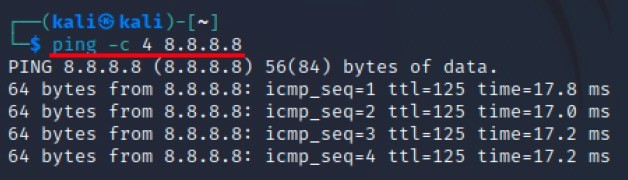 ┌──(kali㉿kali)-[~]
└─$ ping -c 4 8.8.8.8
PING 8.8.8.8 (8.8.8.8) 56(84) bytes of data.
64 bytes from 8.8.8.8: icmp_seq=1 ttl=125 time=17.8 ms
64 bytes from 8.8.8.8: icmp_seq=2 ttl=125 time=17.0 ms
64 bytes from 8.8.8.8: icmp_seq=3 ttl=125 time=17.2 ms
64 bytes from 8.8.8.8: icmp_seq=4 ttl=125 time=17.2 ms